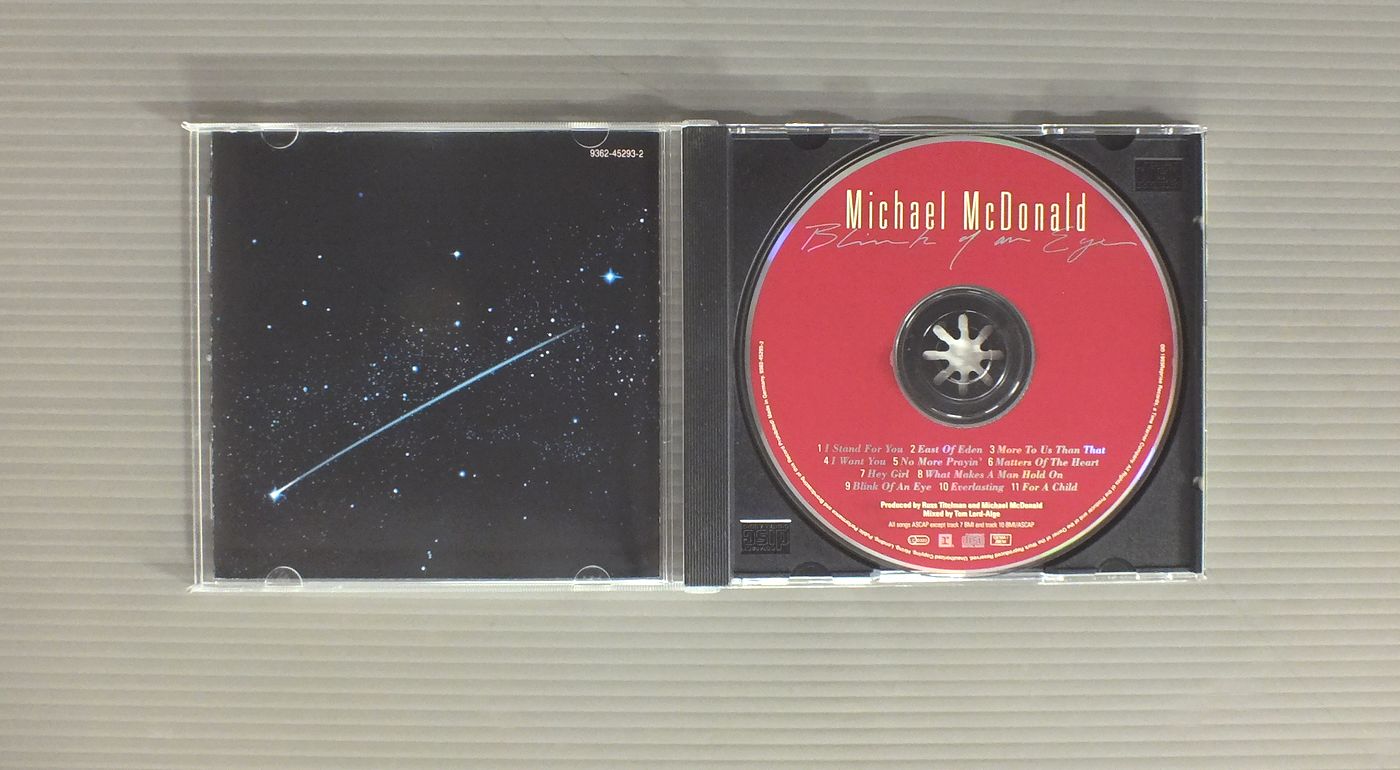 9362-45293-2
Michael McDonald
Blink of an Eye
1 I Stand For You 2 East Of Eden 3 More To Us Than That
4 I Want You 5 No More Prayin' 6 Matters Of The Heart
7 Hey Girl 8 What Makes A Man Hold On
9 Blink Of An Eye 10 Everlasting 11 For A Child
Produced by Russ Titelman and Michael McDonald
Mixed by Tom Lord-Alge
All songs ASCAP except track 7 BMI and track 10 BMI/ASCAP
r
disc